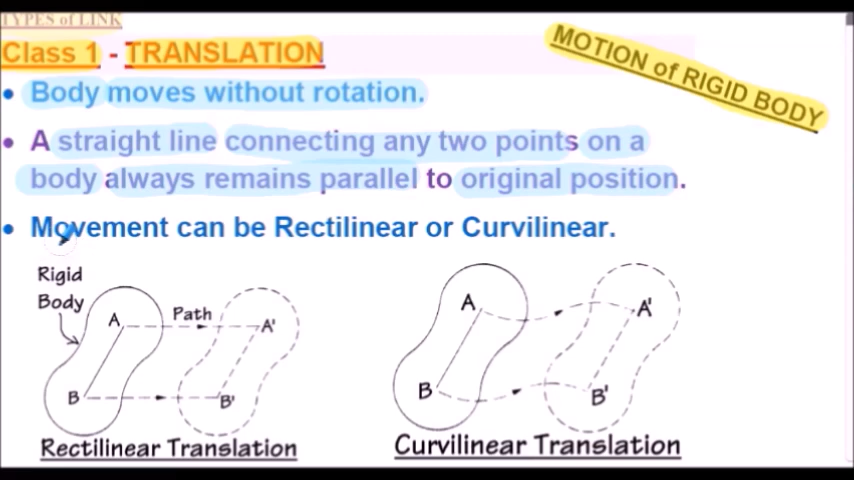 TYPES of LINK
Class 1 - TRANSLATION
MOTION of RIGID BODY
• Body moves without rotation.
• A straight line connecting any two points on a
body always remains parallel to original position.
• Movement can be Rectilinear or Curvilinear.
Rigid
Body
A
Path
A'
B
B'
Rectilinear Translation
A
A'
B
B'
Curvilinear Translation